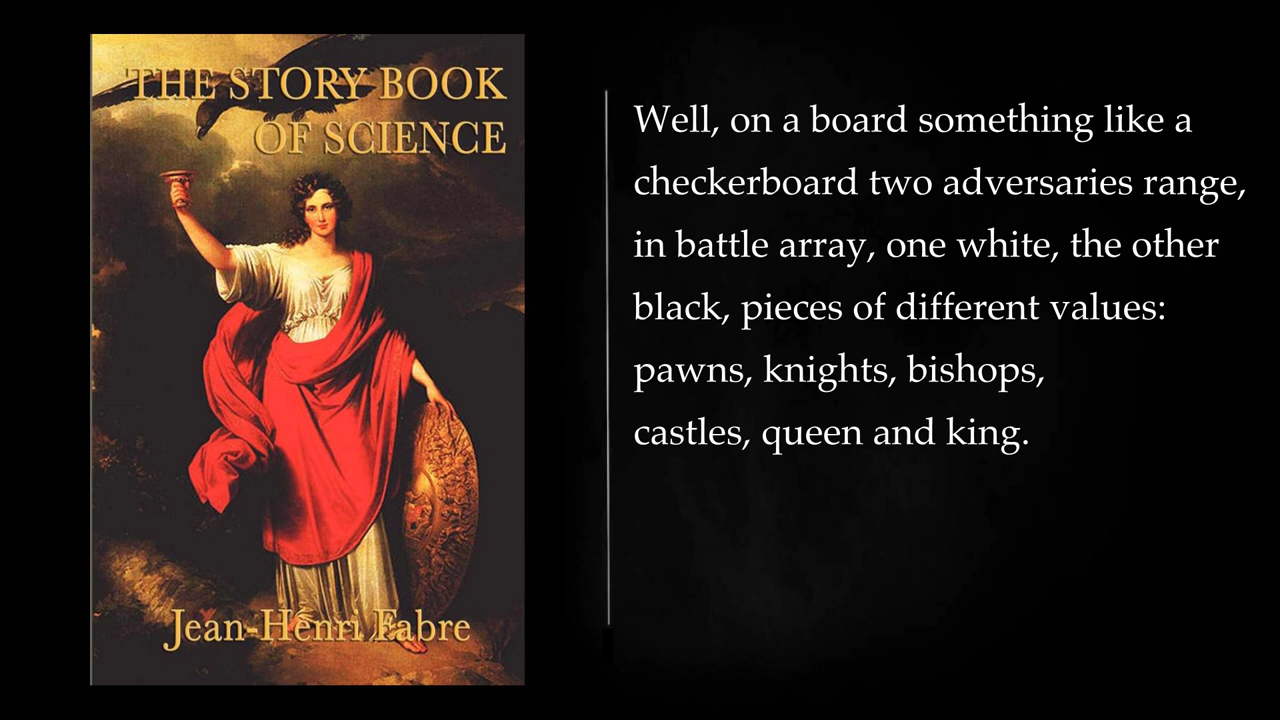 THE STORY BOOK
OF SCIENCE
Jean-Henri Fabre
Well, on a board something like a
checkerboard two adversaries range,
in battle array, one white, the other
black, pieces of different values:
pawns, knights, bishops,
castles, queen and king.